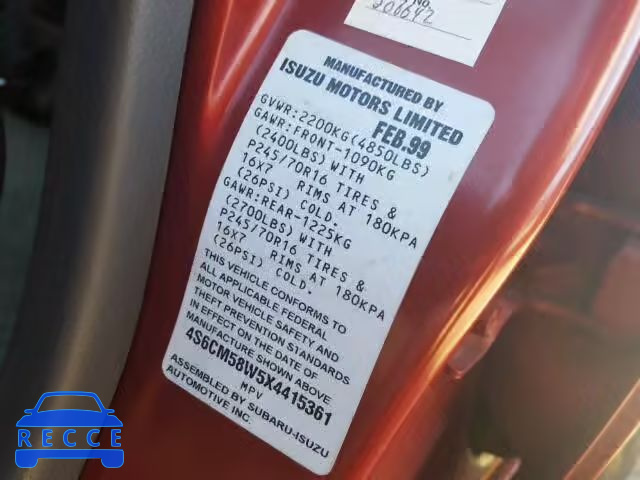 NO.
206642
MANUFACTURED BY
ISUZU MOTORS LIMITED
FEB.99
GVWR:2200KG(4850LBS)
GAWR:FRONT-1090KG
(2400LBS)WITH
P245/70R16 TIRES &
16X7 RIMS AT 180KPA
(26PSI) COLD.
GAWR:REAR-1225KG
(2700LBS)WITH
P245/70R16 TIRES &
16X7 RIMS AT 180KPA
(26PSI) COLD.
THIS VEHICLE CONFORMS TO
ALL APPLICABLE FEDERAL
MOTOR VEHICLE SAFETY AND
THEFT PREVENTION STANDARDS
IN EFFECT ON THE DATE OF
MANUFACTURE SHOWN ABOVE
4S6CM58W5X4415361
MPV
ASSEMBLED BY SUBARU-ISUZU
AUTOMOTIVE INC.
RECCE